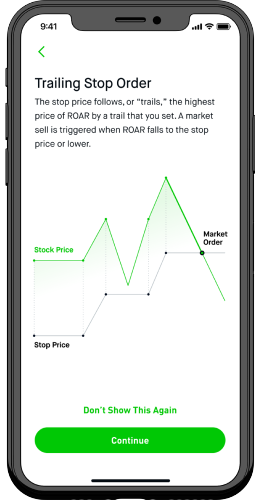 9:41
Trailing Stop Order
The stop price follows, or “trails,” the highest
price of ROAR by a trail that you set. A market
sell is triggered when ROAR falls to the stop
price or lower.
Market
Order
Stock Price
Stop Price
Don’t Show This Again
Continue